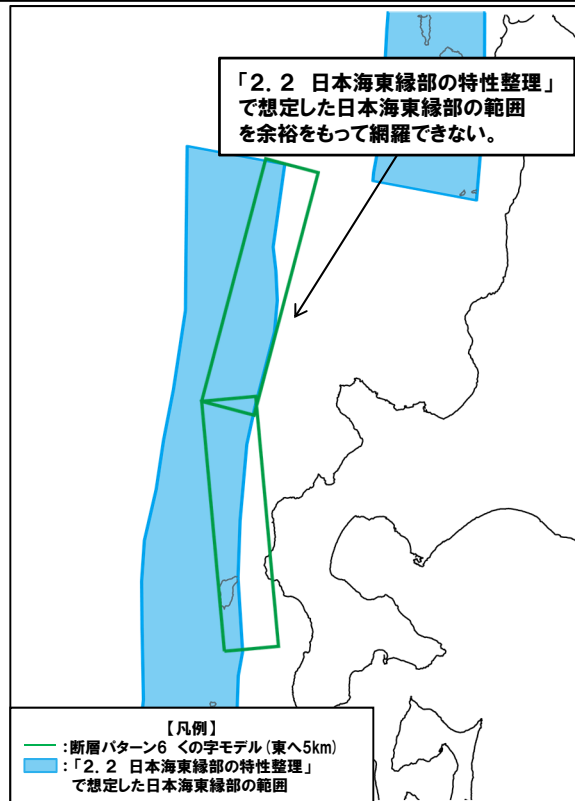 「2．2 日本海東縁部の特性整理」
で想定した日本海東縁部の範囲
を余裕をもって網羅できない。
【凡例】
：断層パターン6 くの字モデル（東へ5km）
：「2．2 日本海東縁部の特性整理」
で想定した日本海東縁部の範囲